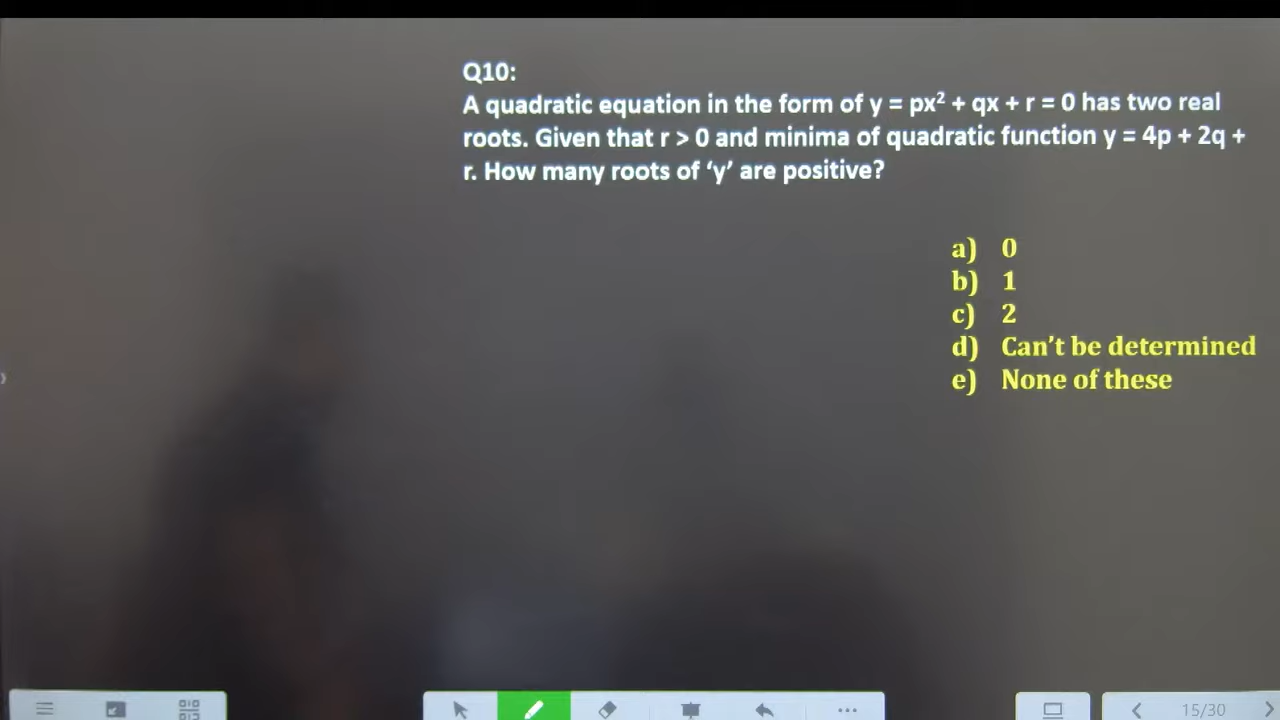 Q10:
A quadratic equation in the form of y = px² + qx + r = 0 has two real
roots. Given that r > 0 and minima of quadratic function y = 4p + 2q +
r. How many roots of ‘y’ are positive?
a) 0
b) 1
c) 2
d) Can’t be determined
e) None of these
15/30